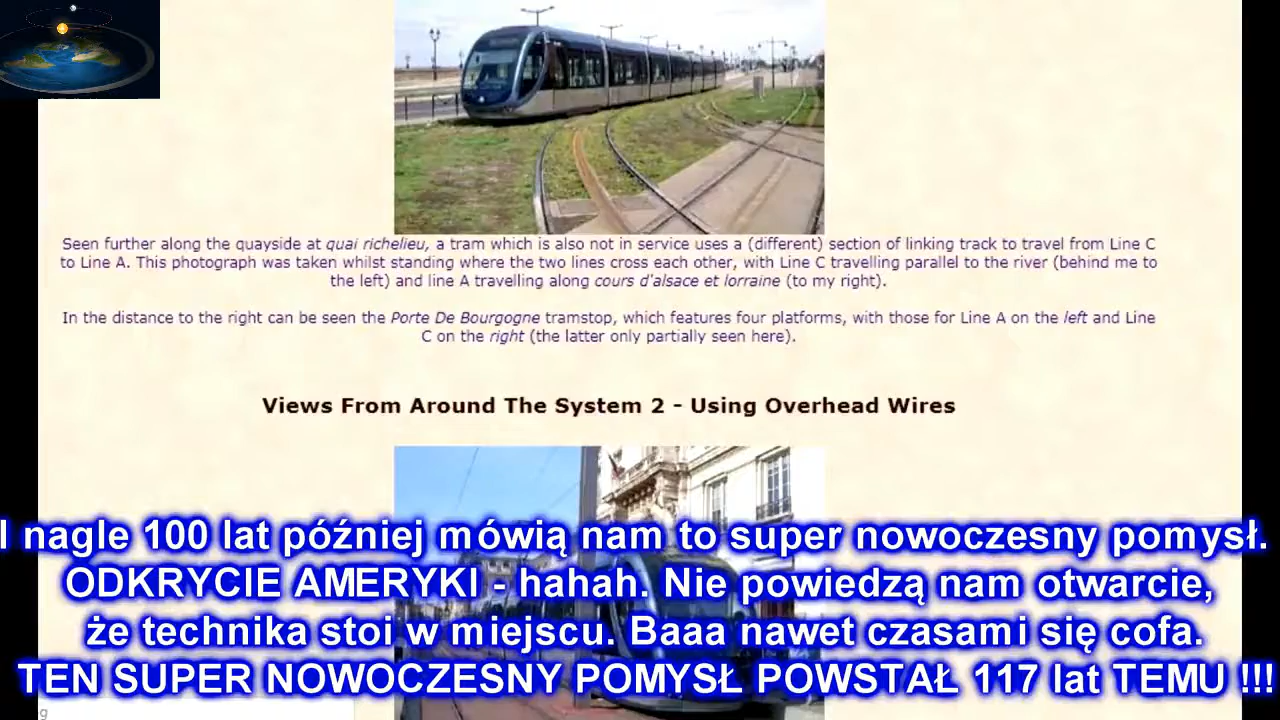 Seen further along the quayside at quai richelieu, a tram which is also not in service uses a (different) section of linking track to travel from Line C
to Line A. This photograph was taken whilst standing where the two lines cross each other, with Line C travelling parallel to the river (behind me to
the left) and line A travelling along cours d'alsace et lorraine (to my right).
In the distance to the right can be seen the Porte De Bourgogne tramstop, which features four platforms, with those for Line A on the left and Line
C on the right (the latter only partially seen here).
Views From Around The System 2 - Using Overhead Wires
I nagle 100 lat później mówią nam to super nowoczesny pomysł.
ODKRYCIE AMERYKI - hahah. Nie powiedzą nam otwarcie,
że technika stoi w miejscu. Baaa nawet czasami się cofa.
TEN SUPER NOWOCZESNY POMYSŁ POWSTAŁ 117 lat TEMU !!!
g